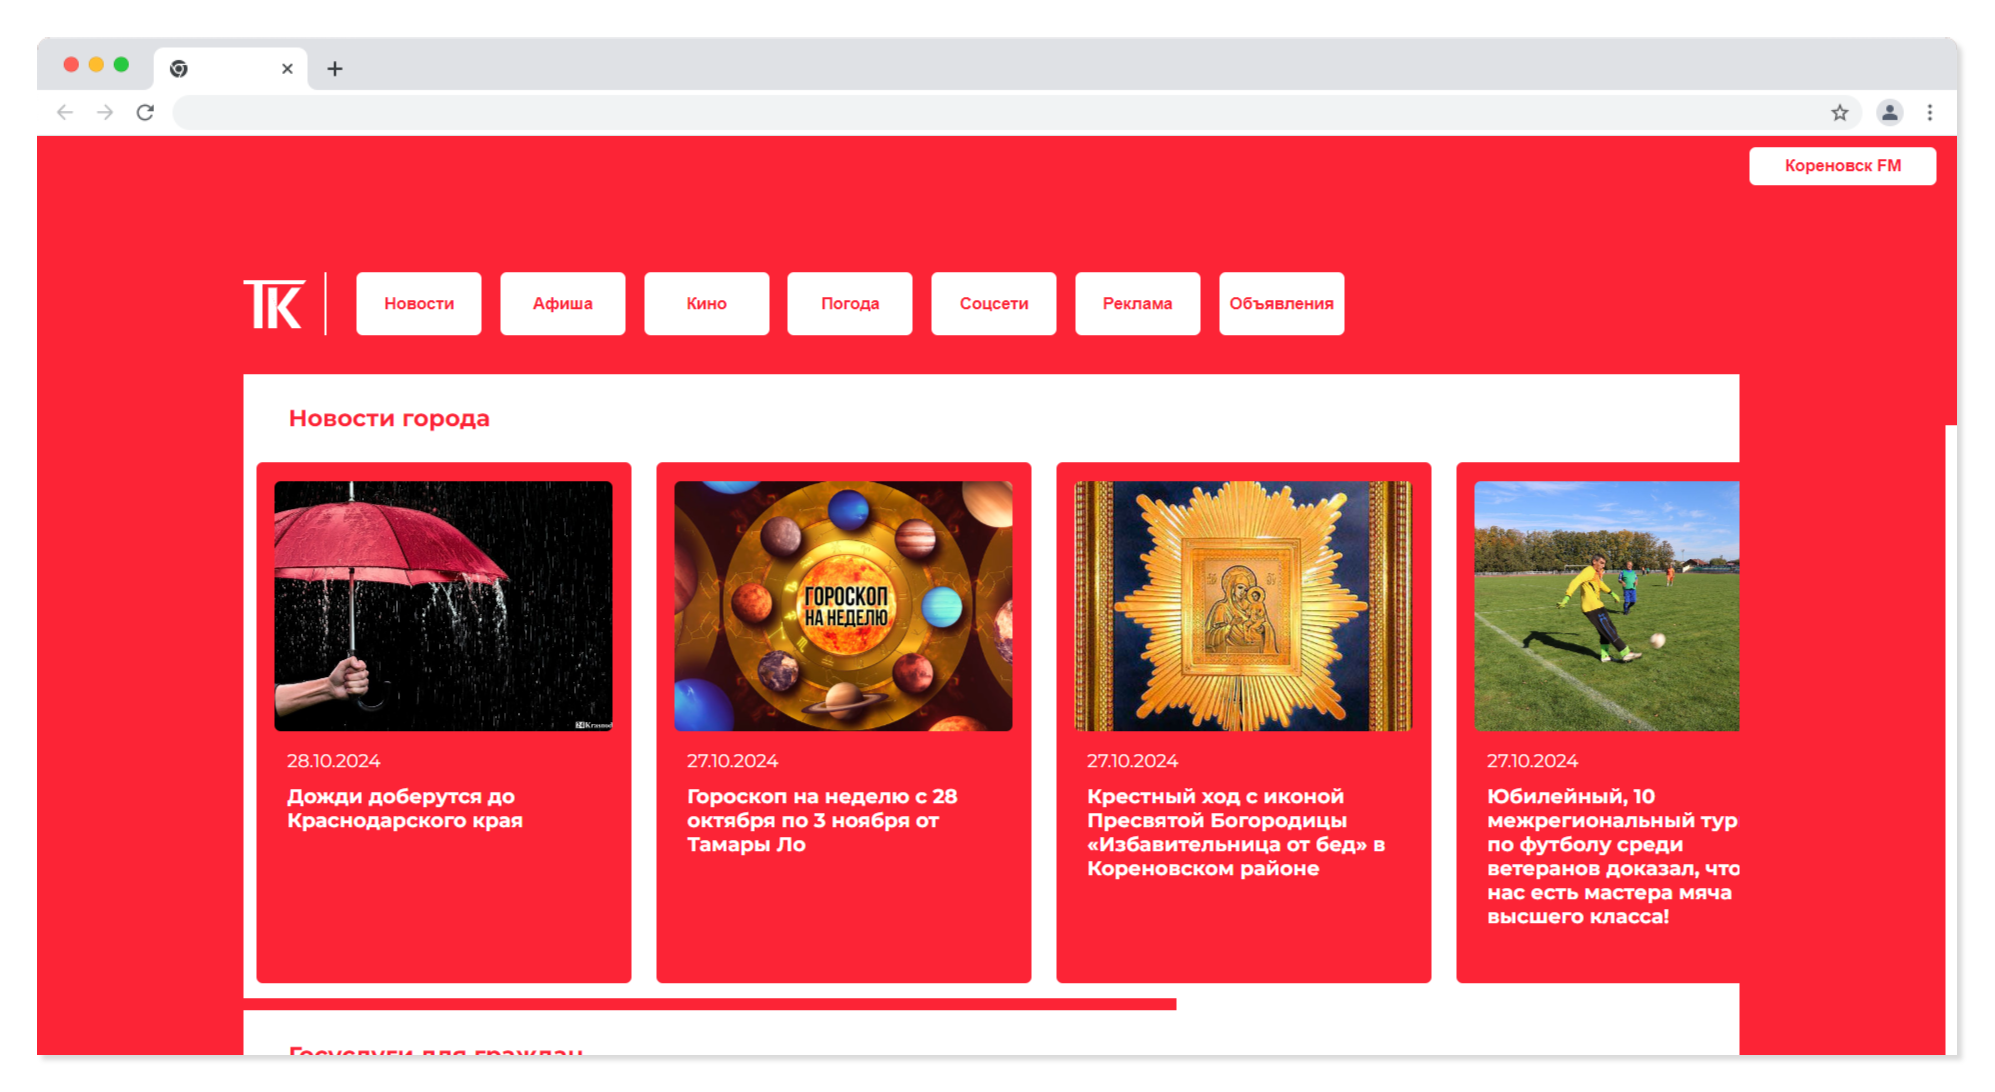 Кореновск FM
ТК
Новости
Афиша
Кино
Погода
Соцсети
Реклама
Объявления
Новости города
ГОРОСКОП
НА НЕДЕЛЮ
28.10.2024
Дожди доберутся до
Краснодарского края
27.10.2024
Гороскоп на неделю с 28
октября по 3 ноября от
Тамары Ло
27.10.2024
Крестный ход с иконой
Пресвятой Богородицы
«Избавительница от бед» в
Кореновском районе
27.10.2024
Юбилейный, 10
межрегиональный тур
по футболу среди
ветеранов доказал, что
нас есть мастера мяча
высшего класса!
Госуслуги для граждан